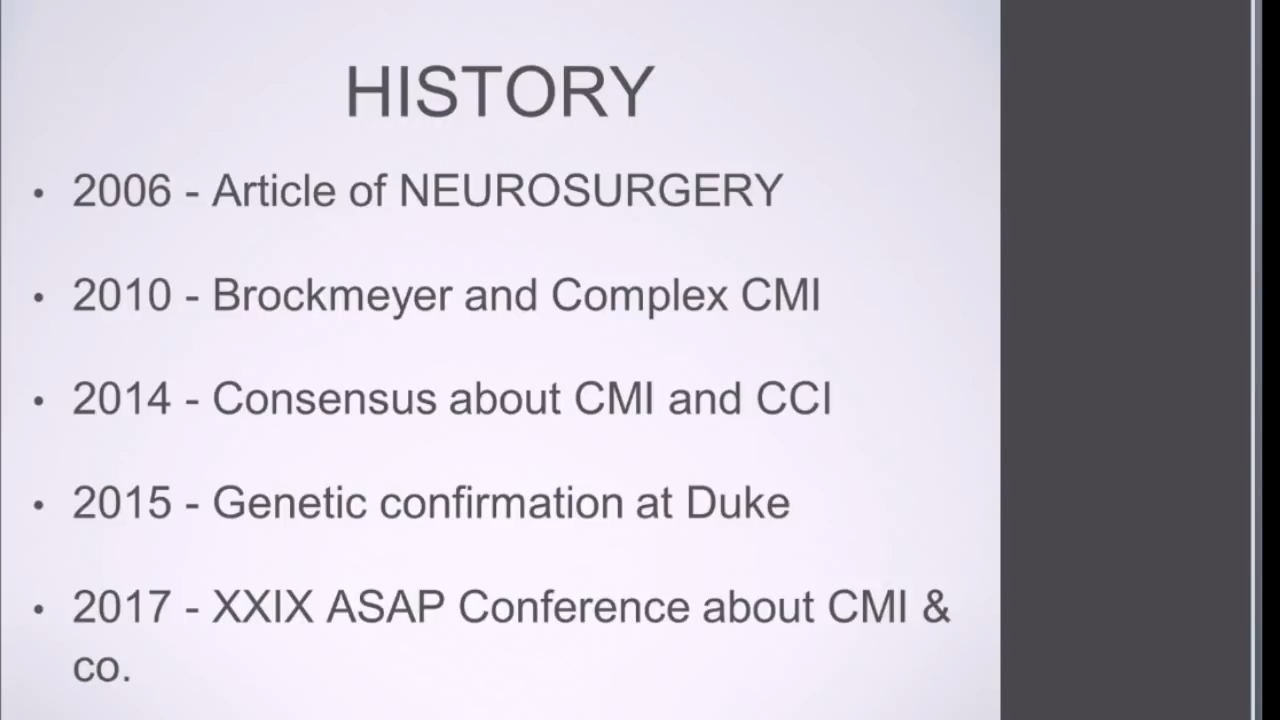 HISTORY
• 2006 - Article of NEUROSURGERY
• 2010 - Brockmeyer and Complex CMI
• 2014 - Consensus about CMI and CCI
• 2015 - Genetic confirmation at Duke
• 2017 - XXIX ASAP Conference about CMI &
co.